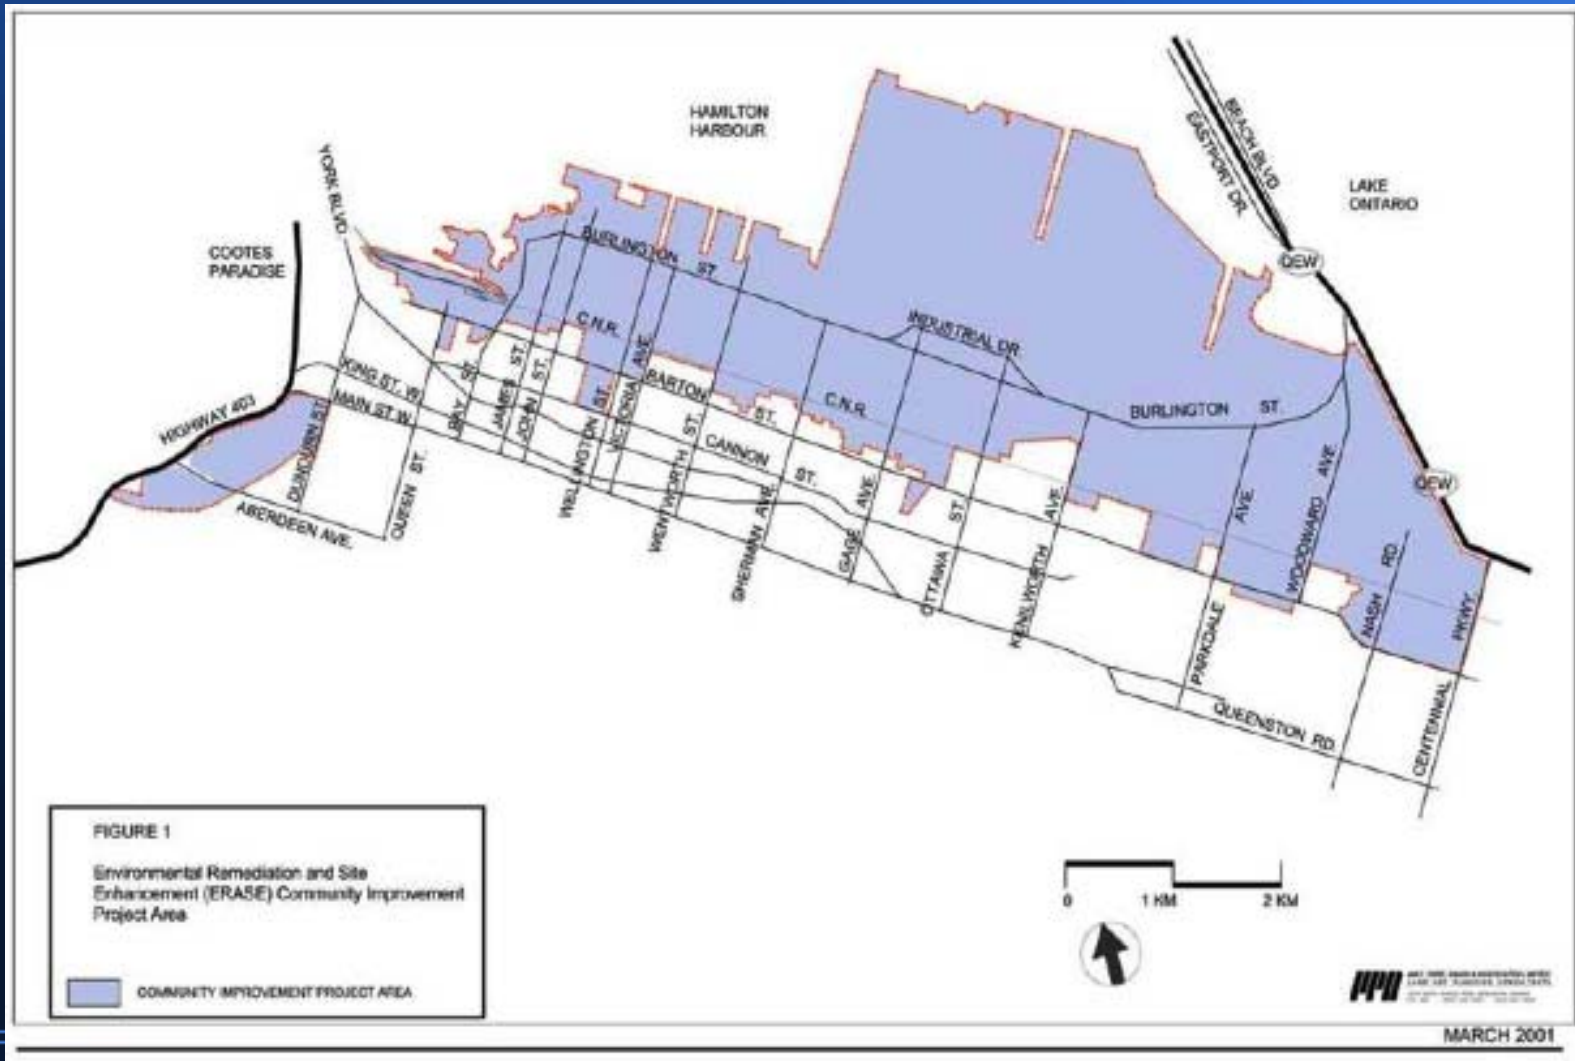 HAMILTON
HARBOUR
BEACH BLVD
EASTPORT DR.
LAKE
ONTARIO
YORK BLVD
COOTES
PARADISE
QEW
BURLINGTON ST.
C.N.R.
INDUSTRIAL DR.
KING ST. W.
MAIN ST W.
HIGHWAY 403
DUNDURN ST.
ABERDEEN AVE.
QUEEN ST.
BAY ST.
JAMES ST.
JOHN ST.
WELLINGTON ST.
VICTORIA AVE.
BARTON ST.
WENTWORTH ST.
CANNON ST.
SHERMAN AVE.
C.N.R.
GAGE AVE.
OTTAWA ST.
KENILWORTH AVE.
BURLINGTON ST.
PARKDALE AVE.
WOODWARD AVE.
QEW
NASH RD.
CENTENNIAL PKWY.
QUEENSTON RD.
FIGURE 1
Environmental Remediation and Site
Enhancement (ERASE) Community Improvement
Project Area
COMMUNITY IMPROVEMENT PROJECT AREA
0 1 KM 2 KM
MARCH 2001